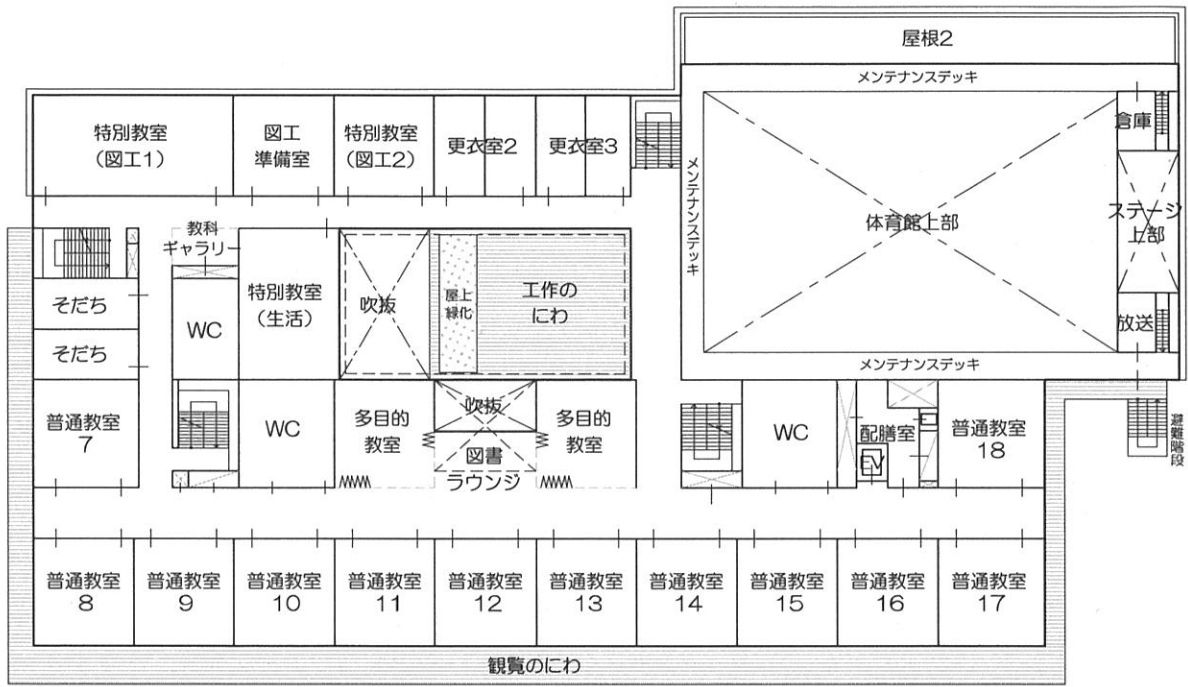 屋根2
メンテナンスデッキ
特別教室
（図工1）
図工
準備室
特別教室
（図工2）
更衣室2
更衣室3
メンテナンスデッキ
体育館上部
倉庫
ステージ
上部
放送
メンテナンスデッキ
教科
ギャラリー
そだち
そだち
WC
特別教室
（生活）
吹抜
屋上
緑化
工作の
にわ
普通教室
7
WC
多目的
教室
吹抜
図書
ラウンジ
多目的
教室
WC
配膳室
EV
普通教室
18
避難階段
普通教室
8
普通教室
9
普通教室
10
普通教室
11
普通教室
12
普通教室
13
普通教室
14
普通教室
15
普通教室
16
普通教室
17
観覧のにわ